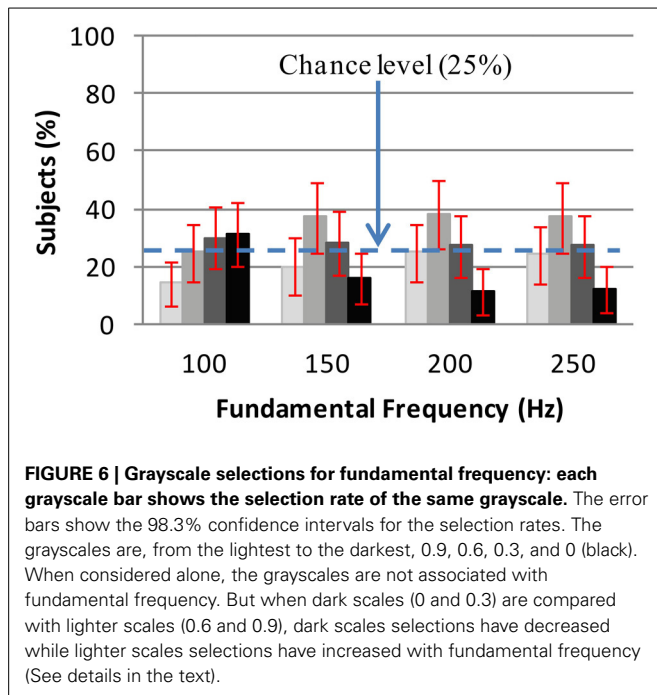 100
Chance level (25%)
80
60
40
20
0
Subjects (%)
100 150 200 250
Fundamental Frequency (Hz)
FIGURE 6 | Grayscale selections for fundamental frequency: each
grayscale bar shows the selection rate of the same grayscale. The error
bars show the 98.3% confidence intervals for the selection rates. The
grayscales are, from the lightest to the darkest, 0.9, 0.6, 0.3, and 0 (black).
When considered alone, the grayscales are not associated with
fundamental frequency. But when dark scales (0 and 0.3) are compared
with lighter scales (0.6 and 0.9), dark scales selections have decreased
while lighter scales selections have increased with fundamental frequency
(See details in the text).